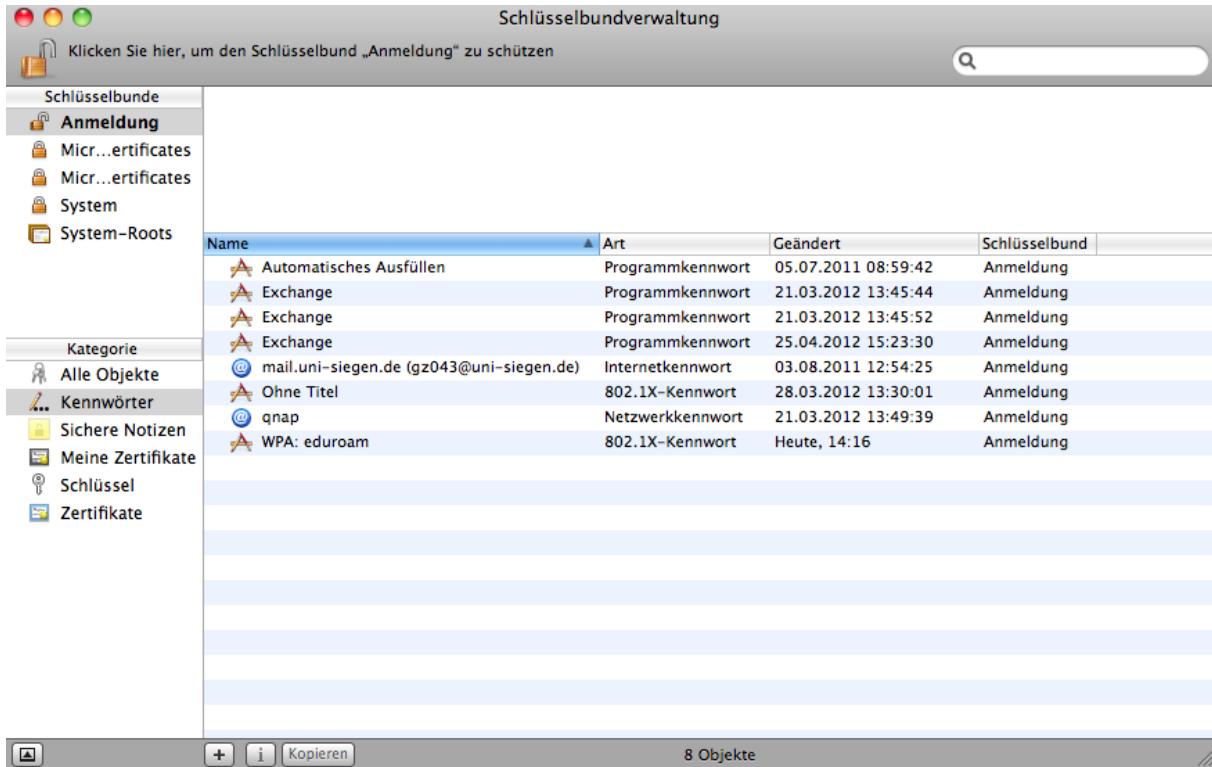 Schlüsselbundverwaltung
Klicken Sie hier, um den Schlüsselbund „Anmeldung“ zu schützen
Schlüsselbunde
Anmeldung
Micr...ertificates
Micr...ertificates
System
System-Roots
Kategorie
Alle Objekte
Kennwörter
Sichere Notizen
Meine Zertifikate
Schlüssel
Zertifikate
Name Art Geändert Schlüsselbund
Automatisches Ausfüllen Programmkennwort 05.07.2011 08:59:42 Anmeldung
Exchange Programmkennwort 21.03.2012 13:45:44 Anmeldung
Exchange Programmkennwort 21.03.2012 13:45:52 Anmeldung
Exchange Programmkennwort 25.04.2012 15:23:30 Anmeldung
mail.uni-siegen.de (gz043@uni-siegen.de) Internetkennwort 03.08.2011 12:54:25 Anmeldung
Ohne Titel 802.1X-Kennwort 28.03.2012 13:30:01 Anmeldung
qnap Netzwerkkennwort 21.03.2012 13:49:39 Anmeldung
WPA: eduroam 802.1X-Kennwort Heute, 14:16 Anmeldung
+ i Kopieren 8 Objekte